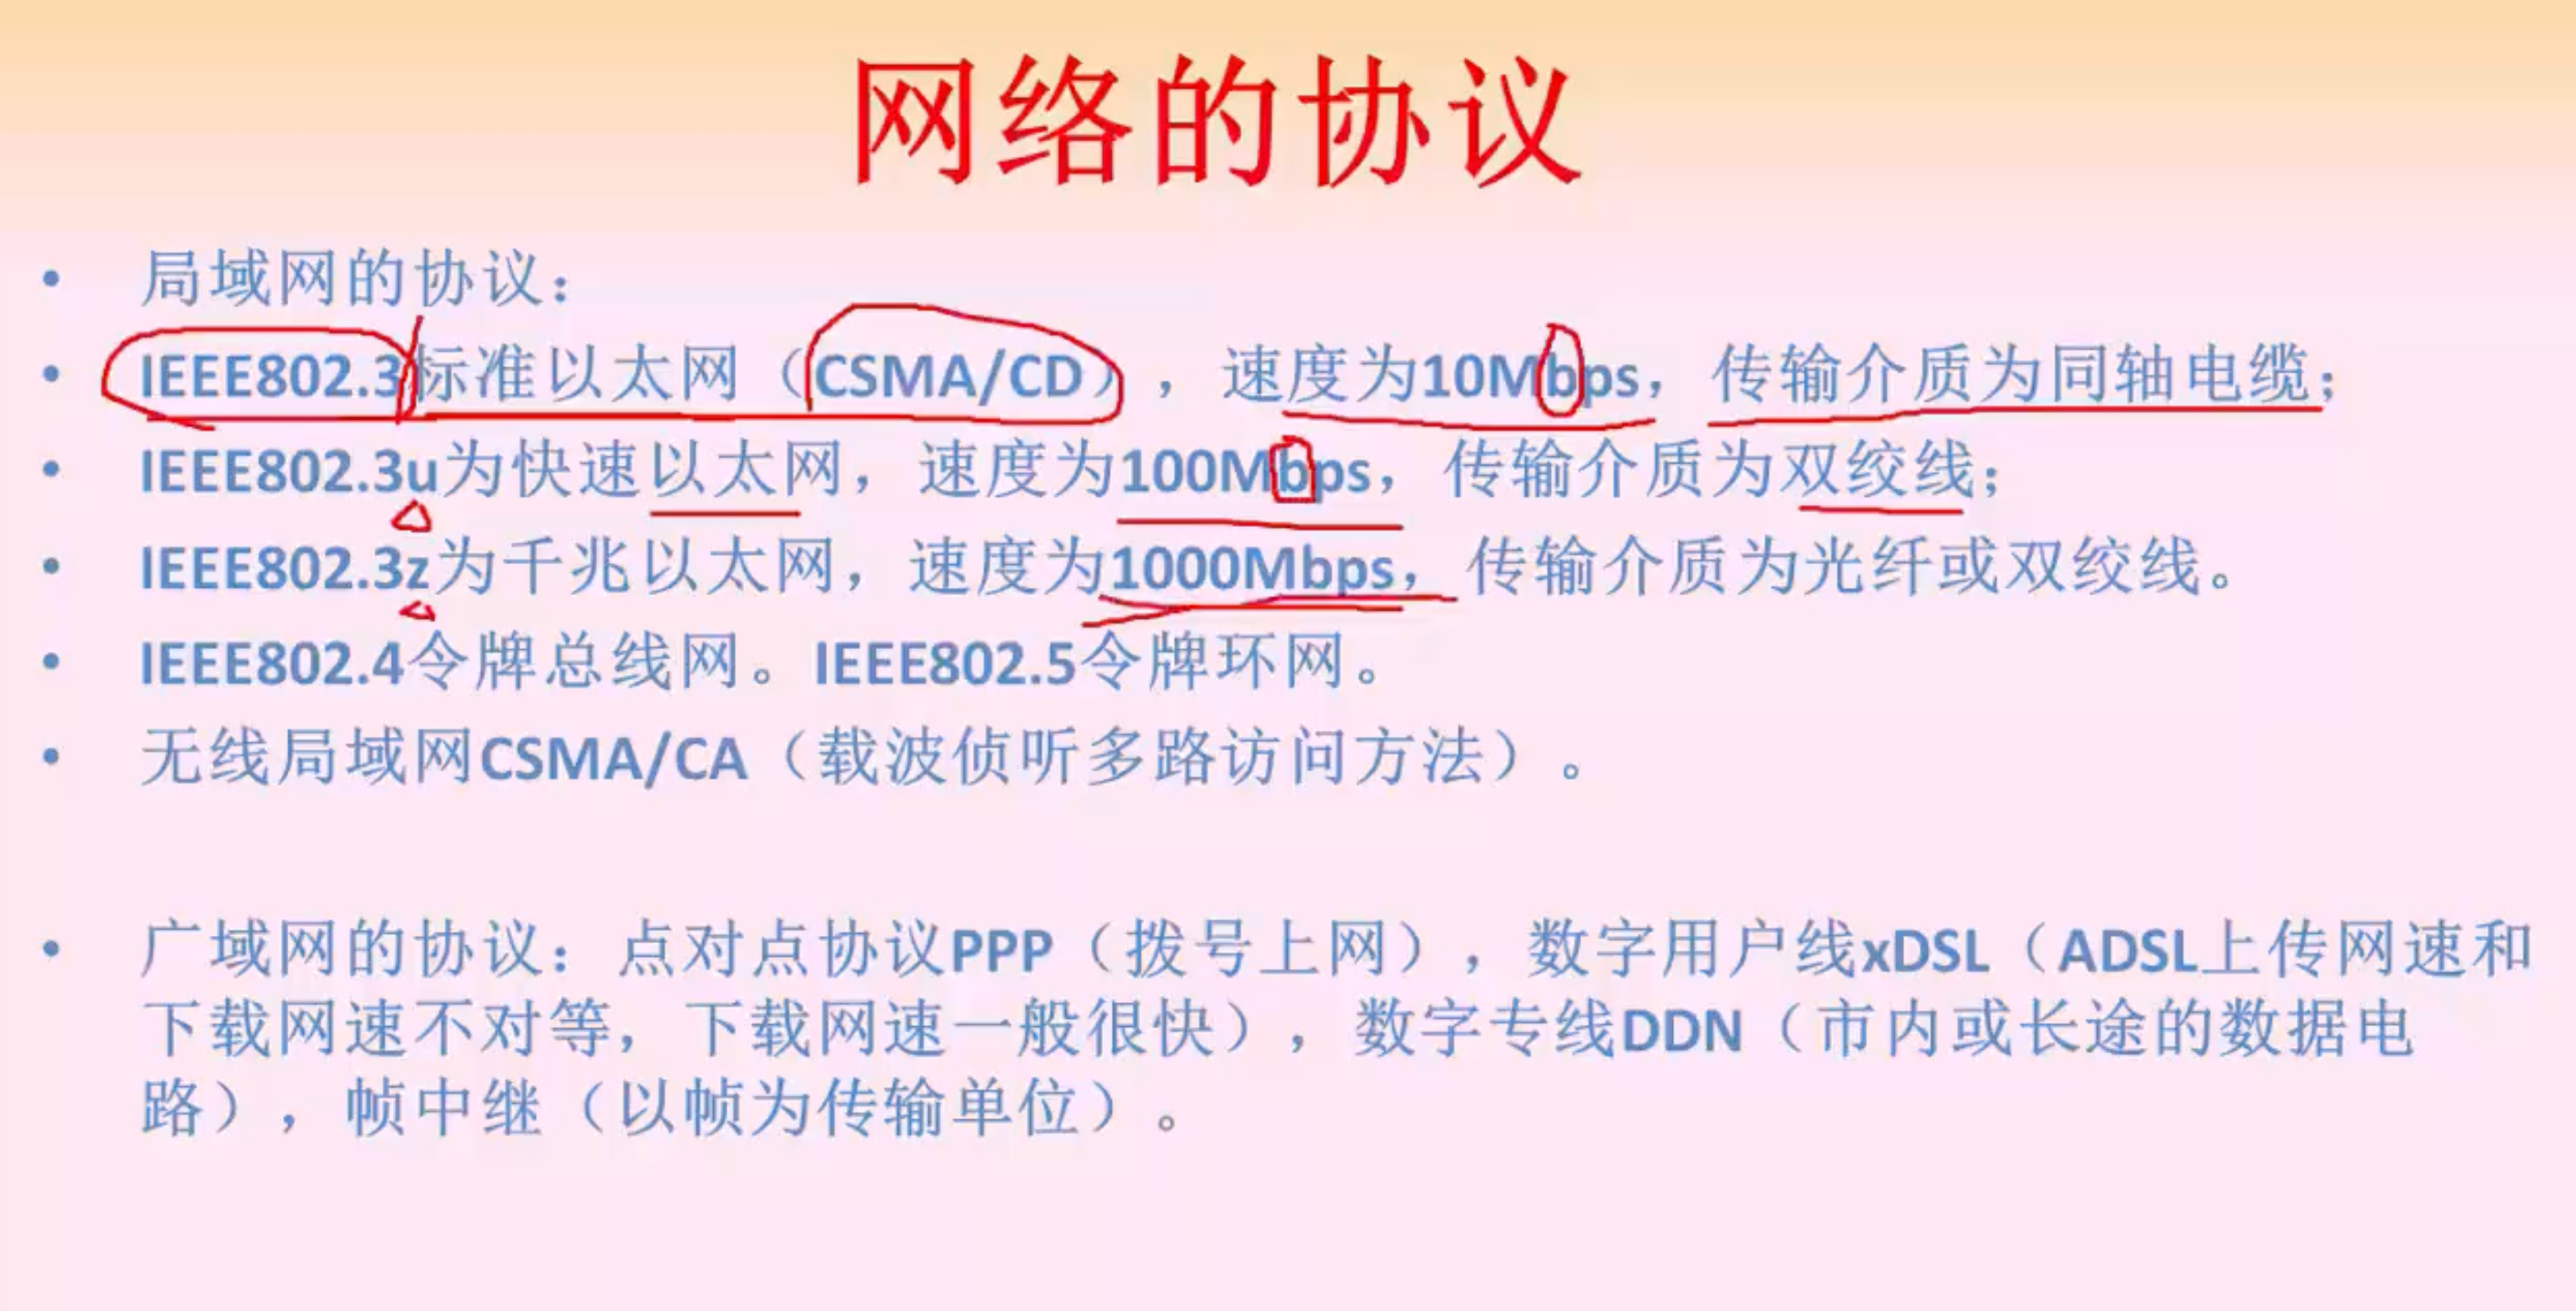 网络的协议
• 局域网的协议：
• IEEE802.3标准以太网（CSMA/CD），速度为10Mbps，传输介质为同轴电缆；
• IEEE802.3u为快速以太网，速度为100Mbps，传输介质为双绞线；
• IEEE802.3z为千兆以太网，速度为1000Mbps，传输介质为光纤或双绞线。
• IEEE802.4令牌总线网。IEEE802.5令牌环网。
• 无线局域网CSMA/CA（载波侦听多路访问方法）。
• 广域网的协议：点对点协议PPP（拨号上网），数字用户线xDSL（ADSL上传网速和
下载网速不对等，下载网速一般很快），数字专线DDN（市内或长途的数据电
路），帧中继（以帧为传输单位）。